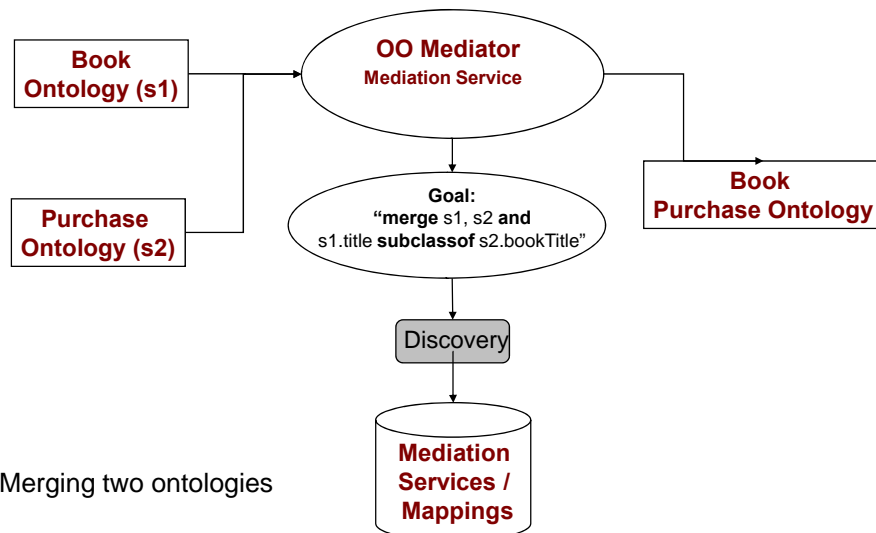 Book
Ontology (s1)
OO Mediator
Mediation Service
Purchase
Ontology (s2)
Goal:
“merge s1, s2 and
s1.title subclassof s2.bookTitle”
Book
Purchase Ontology
Discovery
Mediation
Services /
Mappings
Merging two ontologies